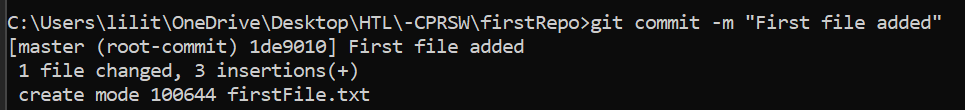 C:\Users\lilit\OneDrive\Desktop\HTL\-CPRSW\firstRepo>git commit -m "First file added"
[master (root-commit) 1de9010] First file added
 1 file changed, 3 insertions(+)
 create mode 100644 firstFile.txt